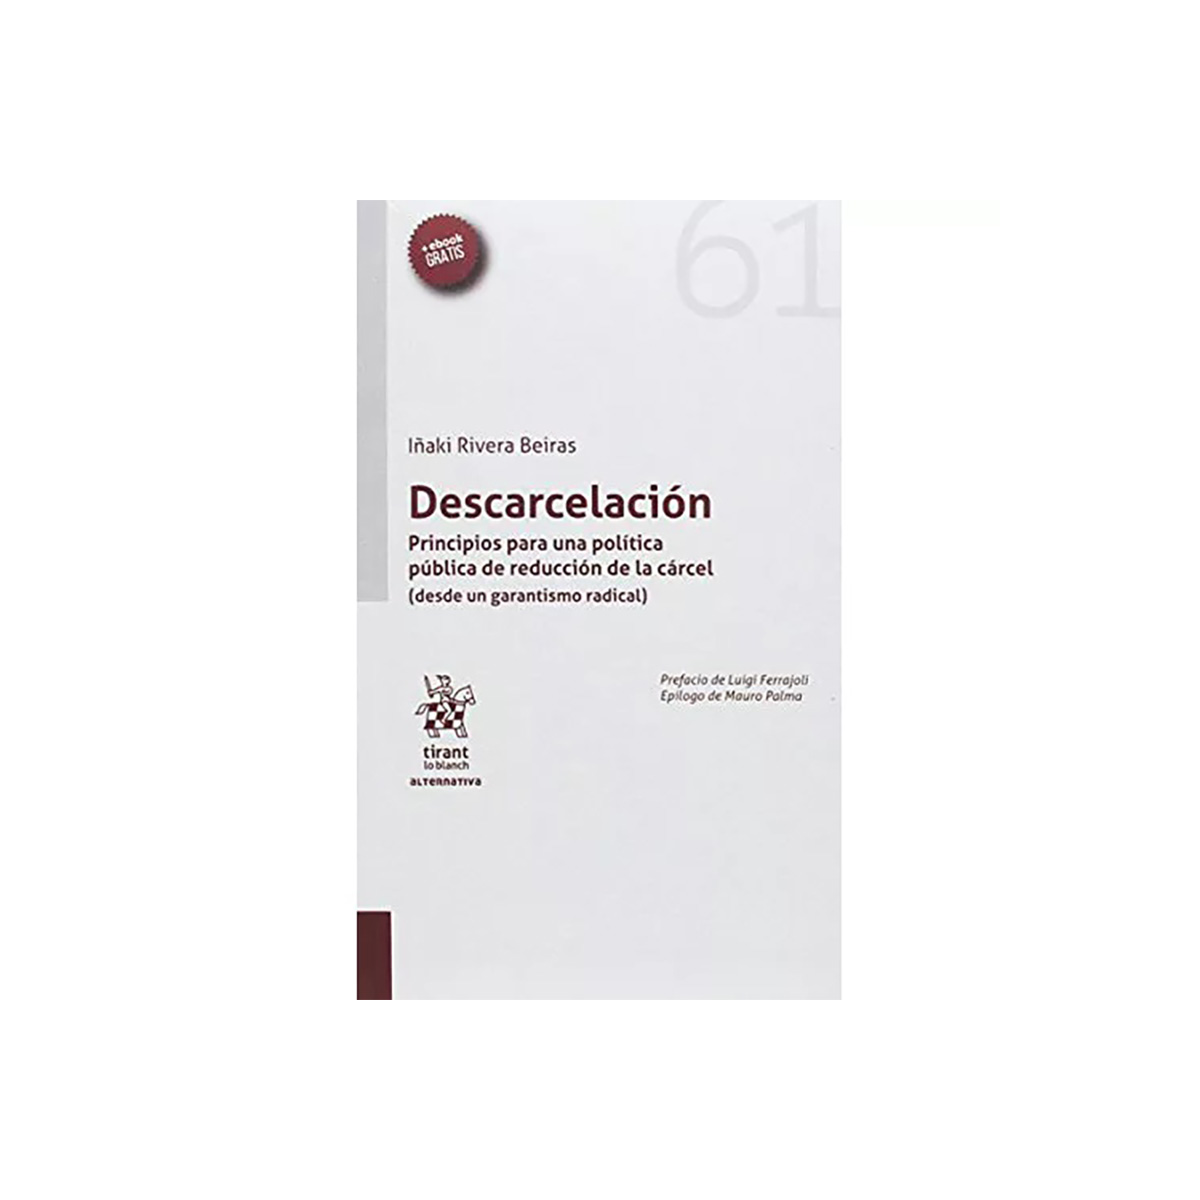 + ebook
GRATIS
61
Iñaki Rivera Beiras
Descarcelación
Principios para una política
pública de reducción de la cárcel
(desde un garantismo radical)
Prefacio de Luigi Ferrajoli
Epílogo de Mauro Palma
tirant
lo blanch
alternativa